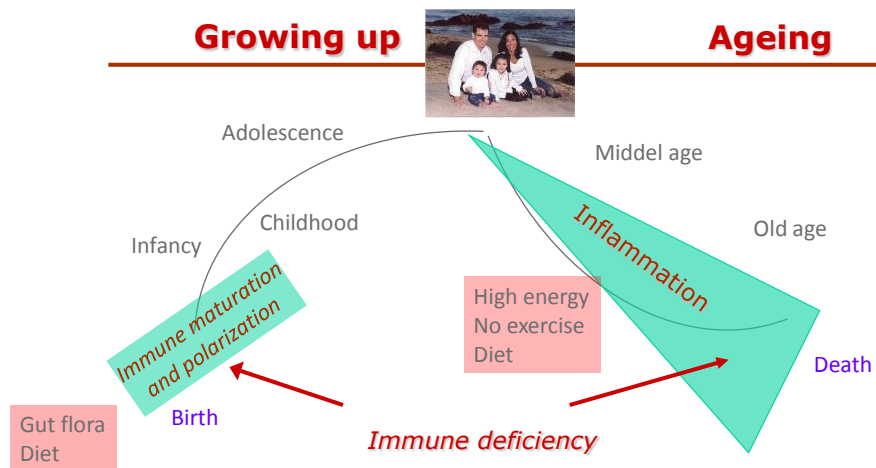 Growing up
Ageing
Adolescence
Middel age
Childhood
Infancy
Old age
Inflammation
Immune maturation
and polarization
High energy
No exercise
Diet
Death
Birth
Gut flora
Diet
Immune deficiency